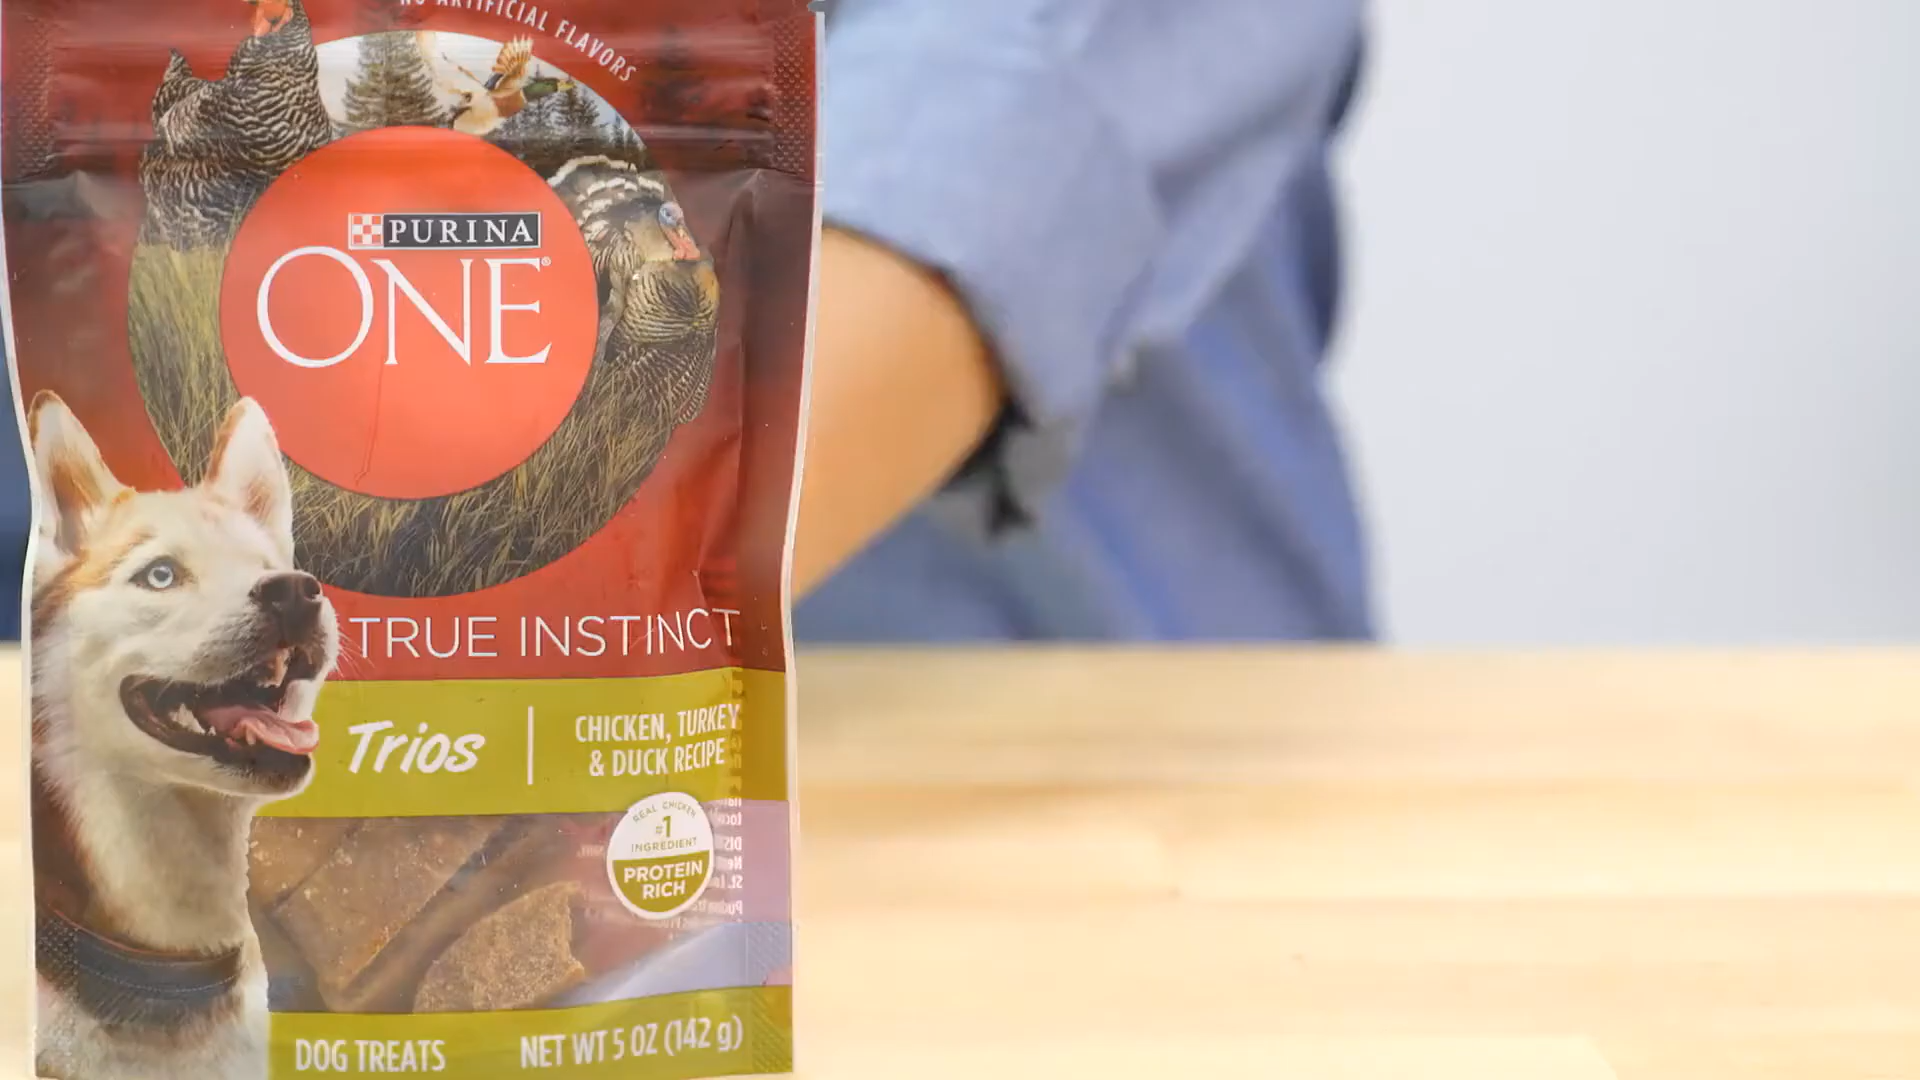 NO ARTIFICIAL FLAVORS
PURINA
ONE®
TRUE INSTINCT
Trios
CHICKEN, TURKEY
& DUCK RECIPE
REAL CHICKEN
#1
INGREDIENT
PROTEIN
RICH
DOG TREATS
NET WT 5 OZ (142 g)